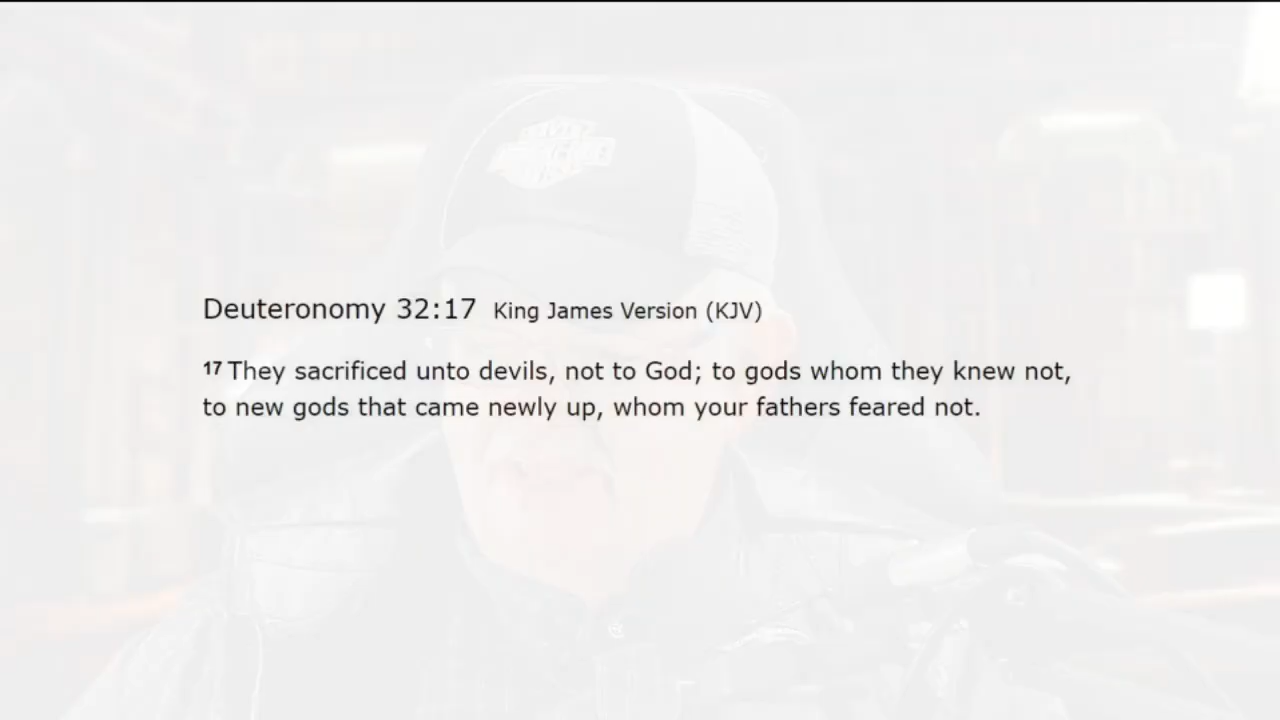 Deuteronomy 32:17 King James Version (KJV)
17 They sacrificed unto devils, not to God; to gods whom they knew not,
to new gods that came newly up, whom your fathers feared not.